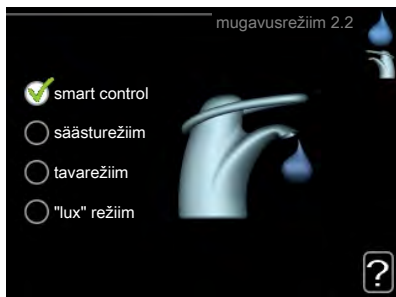 mugavusrežiim 2.2
smart control
säästurežiim
tavarežiim
"lux" režiim
?